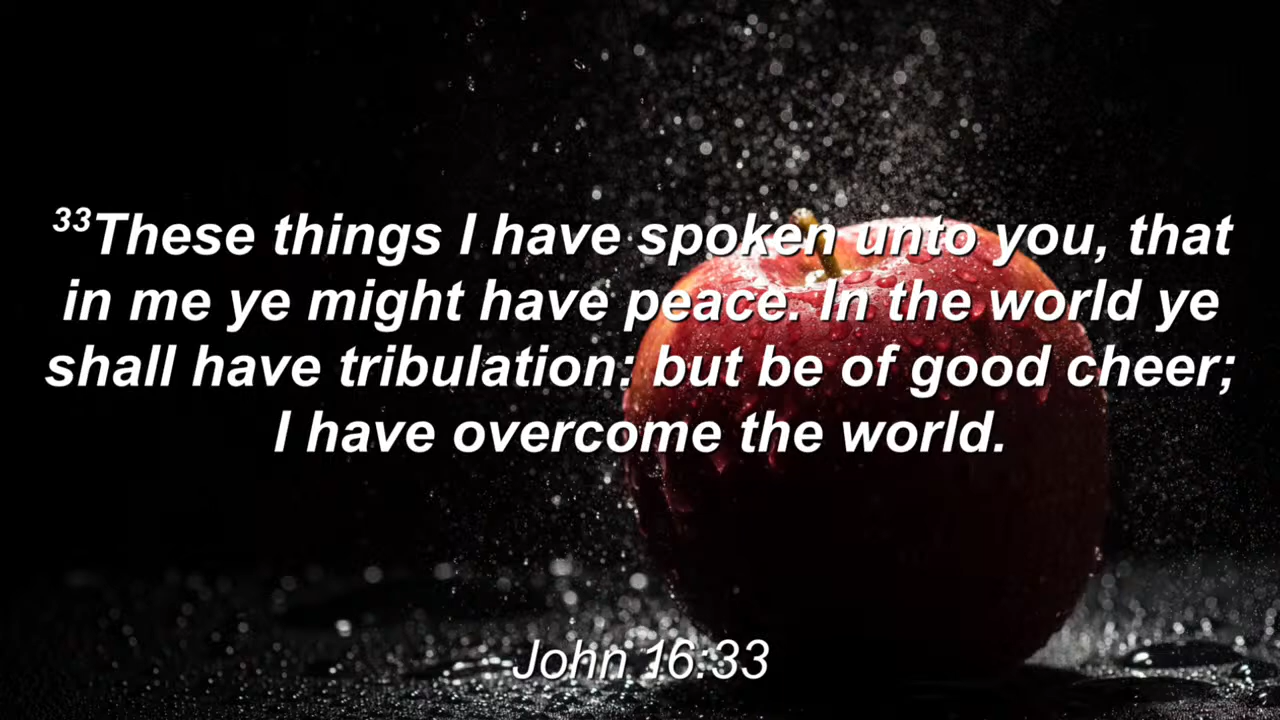 ³³These things I have spoken unto you, that
in me ye might have peace. In the world ye
shall have tribulation: but be of good cheer;
I have overcome the world.
John 16:33